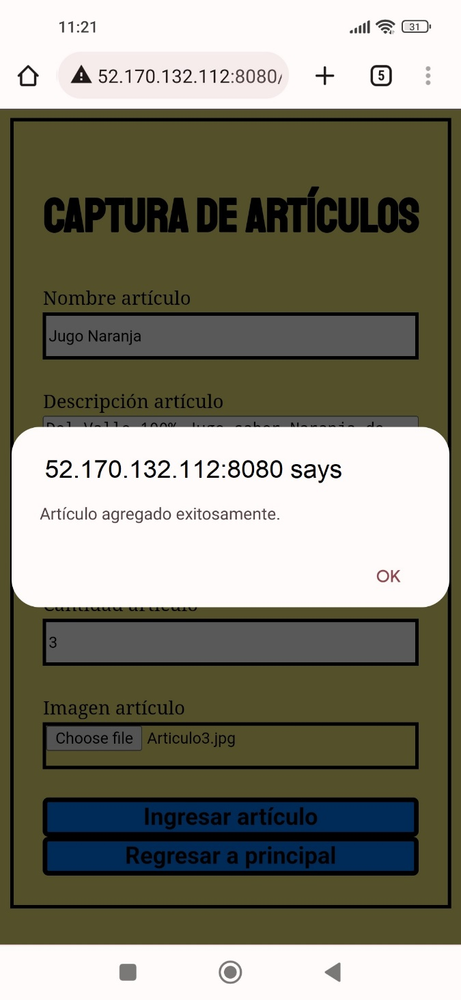 11:21
31
52.170.132.112:8080/
5
CAPTURA DE ARTÍCULOS
Nombre artículo
Jugo Naranja
Descripción artículo
Del Valle 100% Jugo sabor Naranja de
52.170.132.112:8080 says
Artículo agregado exitosamente.
OK
Cantidad artículo
3
Imagen artículo
Choose file Articulo3.jpg
Ingresar artículo
Regresar a principal